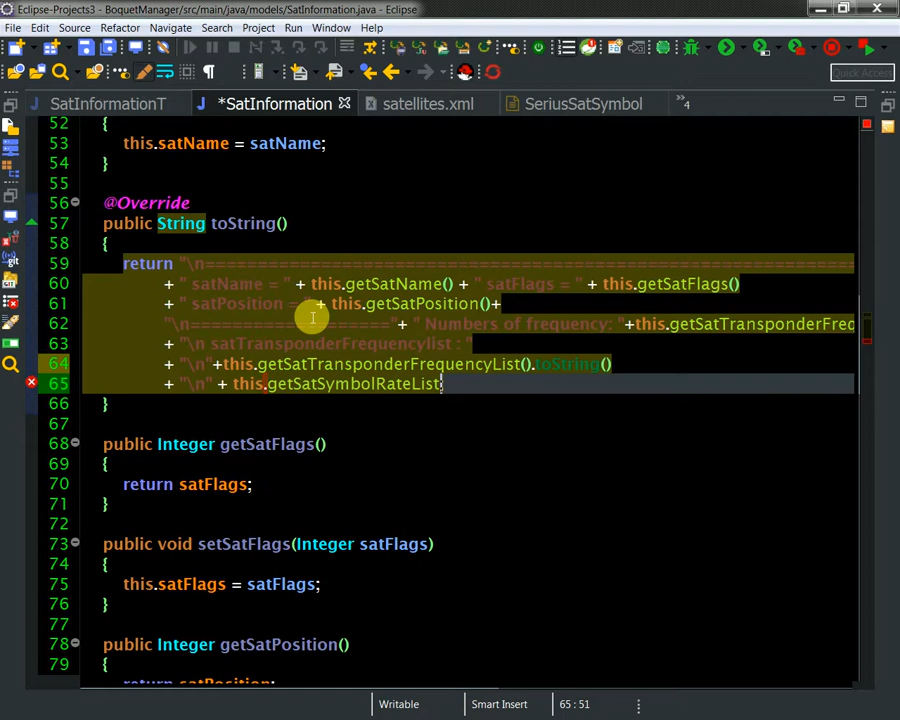 Eclipse-Projects3 - BoquetManager/src/main/java/models/SatInformation.java - Eclipse
File Edit Source Refactor Navigate Search Project Run Window Help
Quick Access
SatInformationT *SatInformation satellites.xml SeriusSatSymbol »4
52 {
53 this.satName = satName;
54 }
55
56 @Override
57 public String toString()
58 {
59 return "\n
60 + " satName = " + this.getSatName() + " satFlags = " + this.getSatFlags()
61 + " satPosition = " + this.getSatPosition()+
62 "\n===================="+ " Numbers of frequency: "+this.getSatTransponderFreq
63 + "\n satTransponderFrequencylist : "
64 + "\n"+this.getSatTransponderFrequencyList().toString()
65 + "\n" + this.getSatSymbolRateList;
66 }
67
68 public Integer getSatFlags()
69 {
70 return satFlags;
71 }
72
73 public void setSatFlags(Integer satFlags)
74 {
75 this.satFlags = satFlags;
76 }
77
78 public Integer getSatPosition()
79 {
return satPosition;
Writable Smart Insert 65 : 51